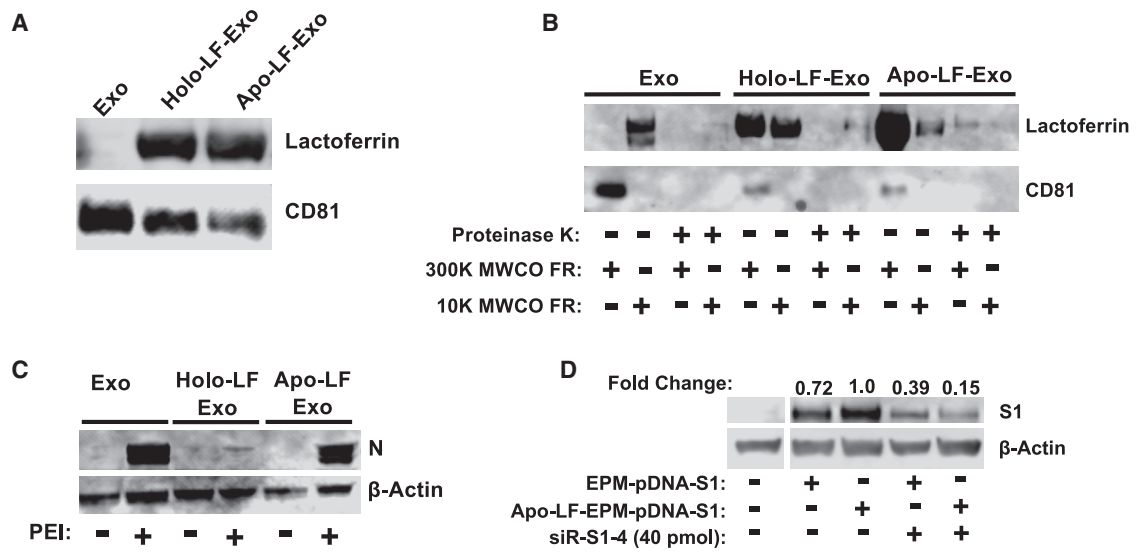 A
Exo
Holo-LF-Exo
Apo-LF-Exo
Lactoferrin
CD81
B
Exo Holo-LF-Exo Apo-LF-Exo
Lactoferrin
CD81
Proteinase K: - - + + - - + + - - + +
300K MWCO FR: + - + - + - + - + - + -
10K MWCO FR: - + - + - + - + - + - +
C
Exo Holo-LF Exo Apo-LF Exo
N
β-Actin
PEI: - + - + - +
D
Fold Change: 0.72 1.0 0.39 0.15
S1
β-Actin
EPM-pDNA-S1: - + - + -
Apo-LF-EPM-pDNA-S1: - - + - +
siR-S1-4 (40 pmol): - - - + +